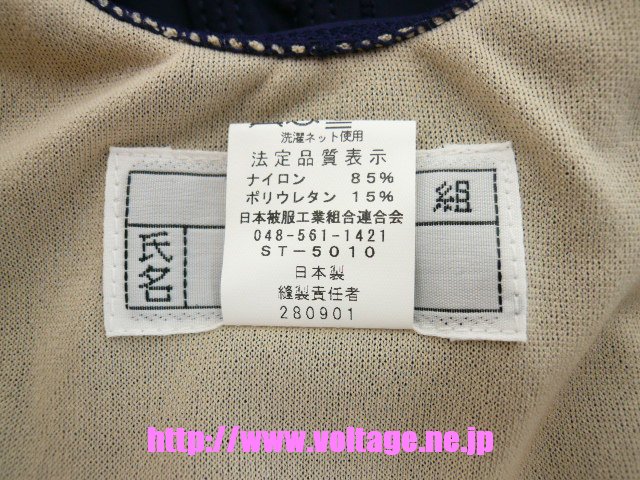 洗濯ネット使用
法定品質表示
ナイロン 85%
ポリウレタン 15%
日本被服工業組合連合会
048-561-1421
ST-5010
日本製
縫製責任者
280901
組
氏名
http://www.voltage.ne.jp